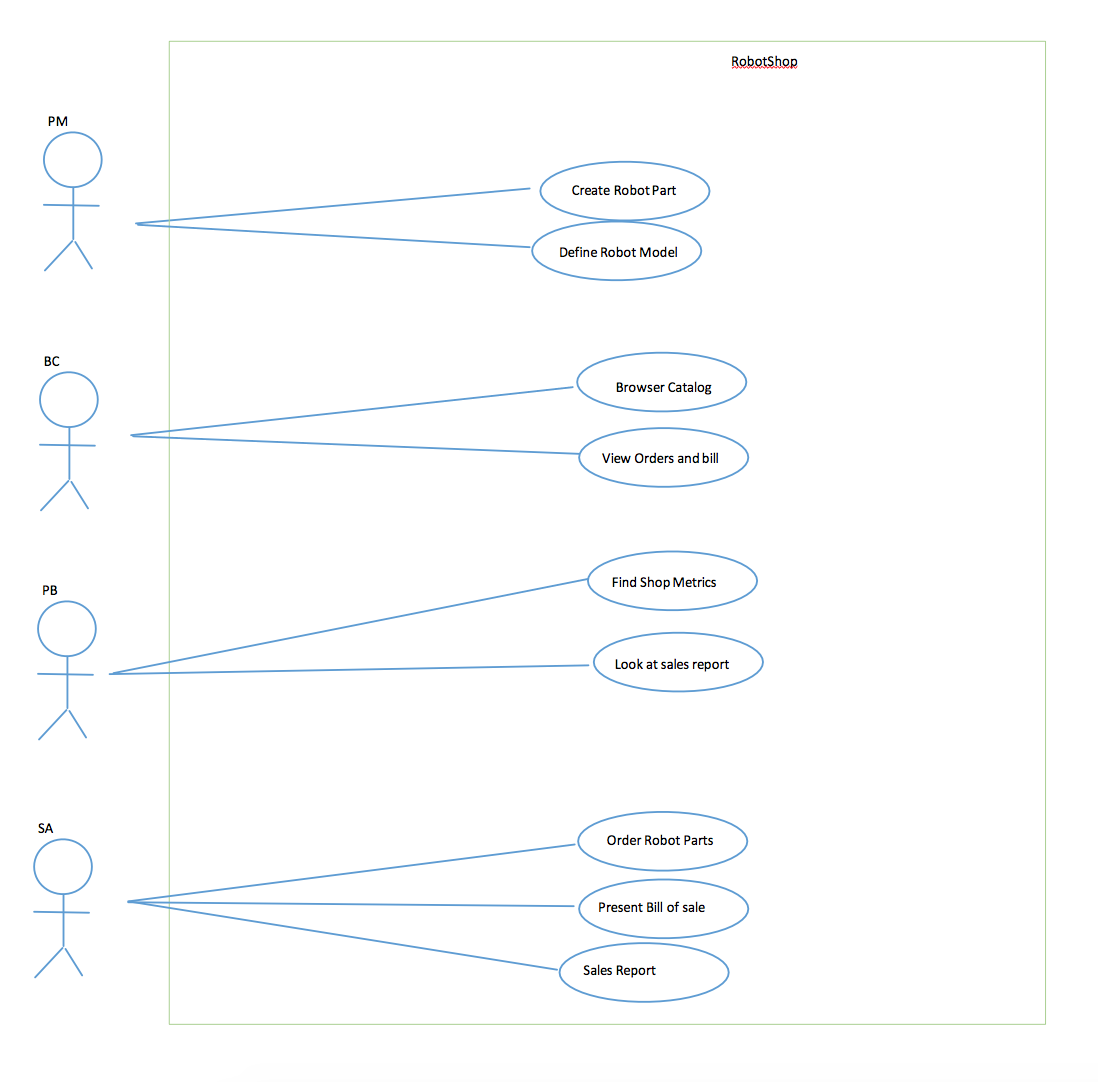 RobotShop
PM
Create Robot Part
Define Robot Model
BC
Browser Catalog
View Orders and bill
PB
Find Shop Metrics
Look at sales report
SA
Order Robot Parts
Present Bill of sale
Sales Report